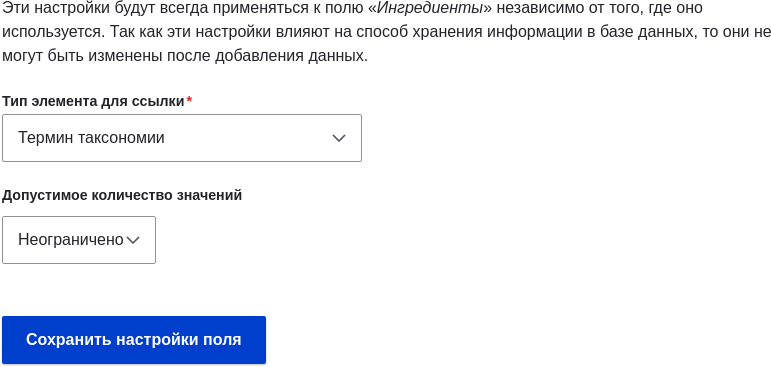 Эти настройки будут всегда применяться к полю «Ингредиенты» независимо от того, где оно
используется. Так как эти настройки влияют на способ хранения информации в базе данных, то они не
могут быть изменены после добавления данных.
Тип элемента для ссылки*
Термин таксономии
Допустимое количество значений
Неограничено
Сохранить настройки поля